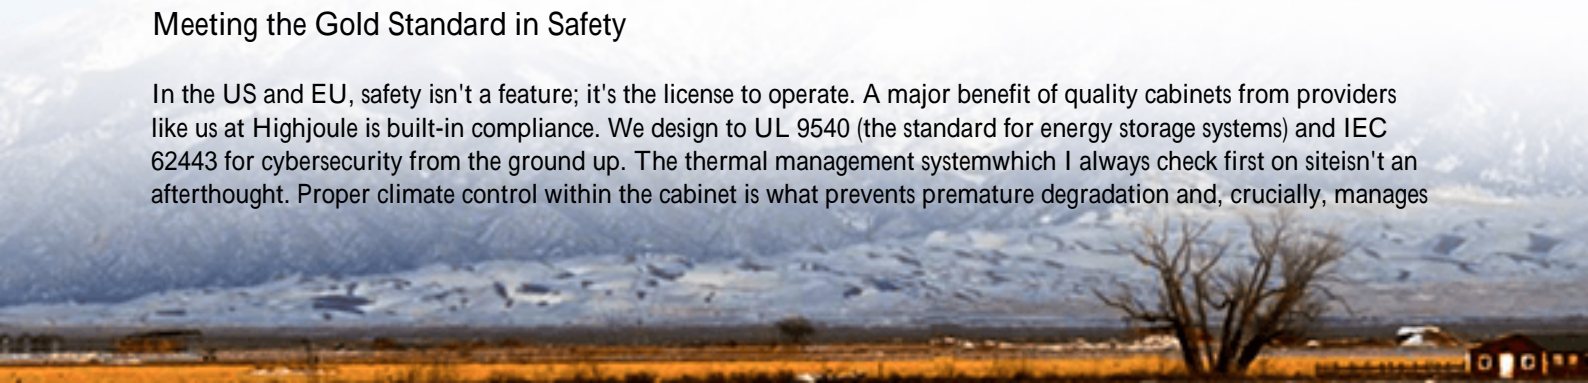 Meeting the Gold Standard in Safety
In the US and EU, safety isn't a feature; it's the license to operate. A major benefit of quality cabinets from providers
like us at Highjoule is built-in compliance. We design to UL 9540 (the standard for energy storage systems) and IEC
62443 for cybersecurity from the ground up. The thermal management systemwhich I always check first on siteisn't an
afterthought. Proper climate control within the cabinet is what prevents premature degradation and, crucially, manages